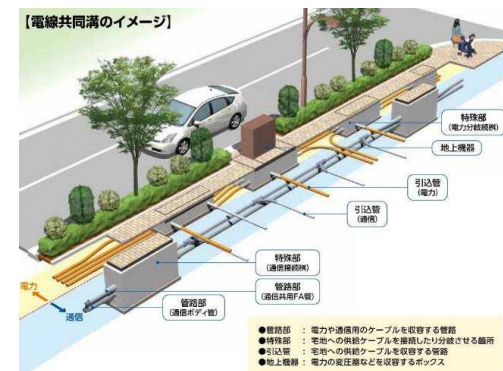 【電線共同溝のイメージ】
特殊部
(電力分岐接続桝)
地上機器
引込管
(電力)
引込管
(通信)
特殊部
(通信接続桝)
管路部
(通信共用FA管)
管路部
(通信ボディ管)
電力
通信
●管路部 : 電力や通信用のケーブルを収容する管路
●特殊部 : 宅地への供給ケーブルを接続したり分岐させる箇所
●引込管 : 宅地への供給ケーブルを収容する管路
●地上機器 : 電力の変圧器などを収容するボックス